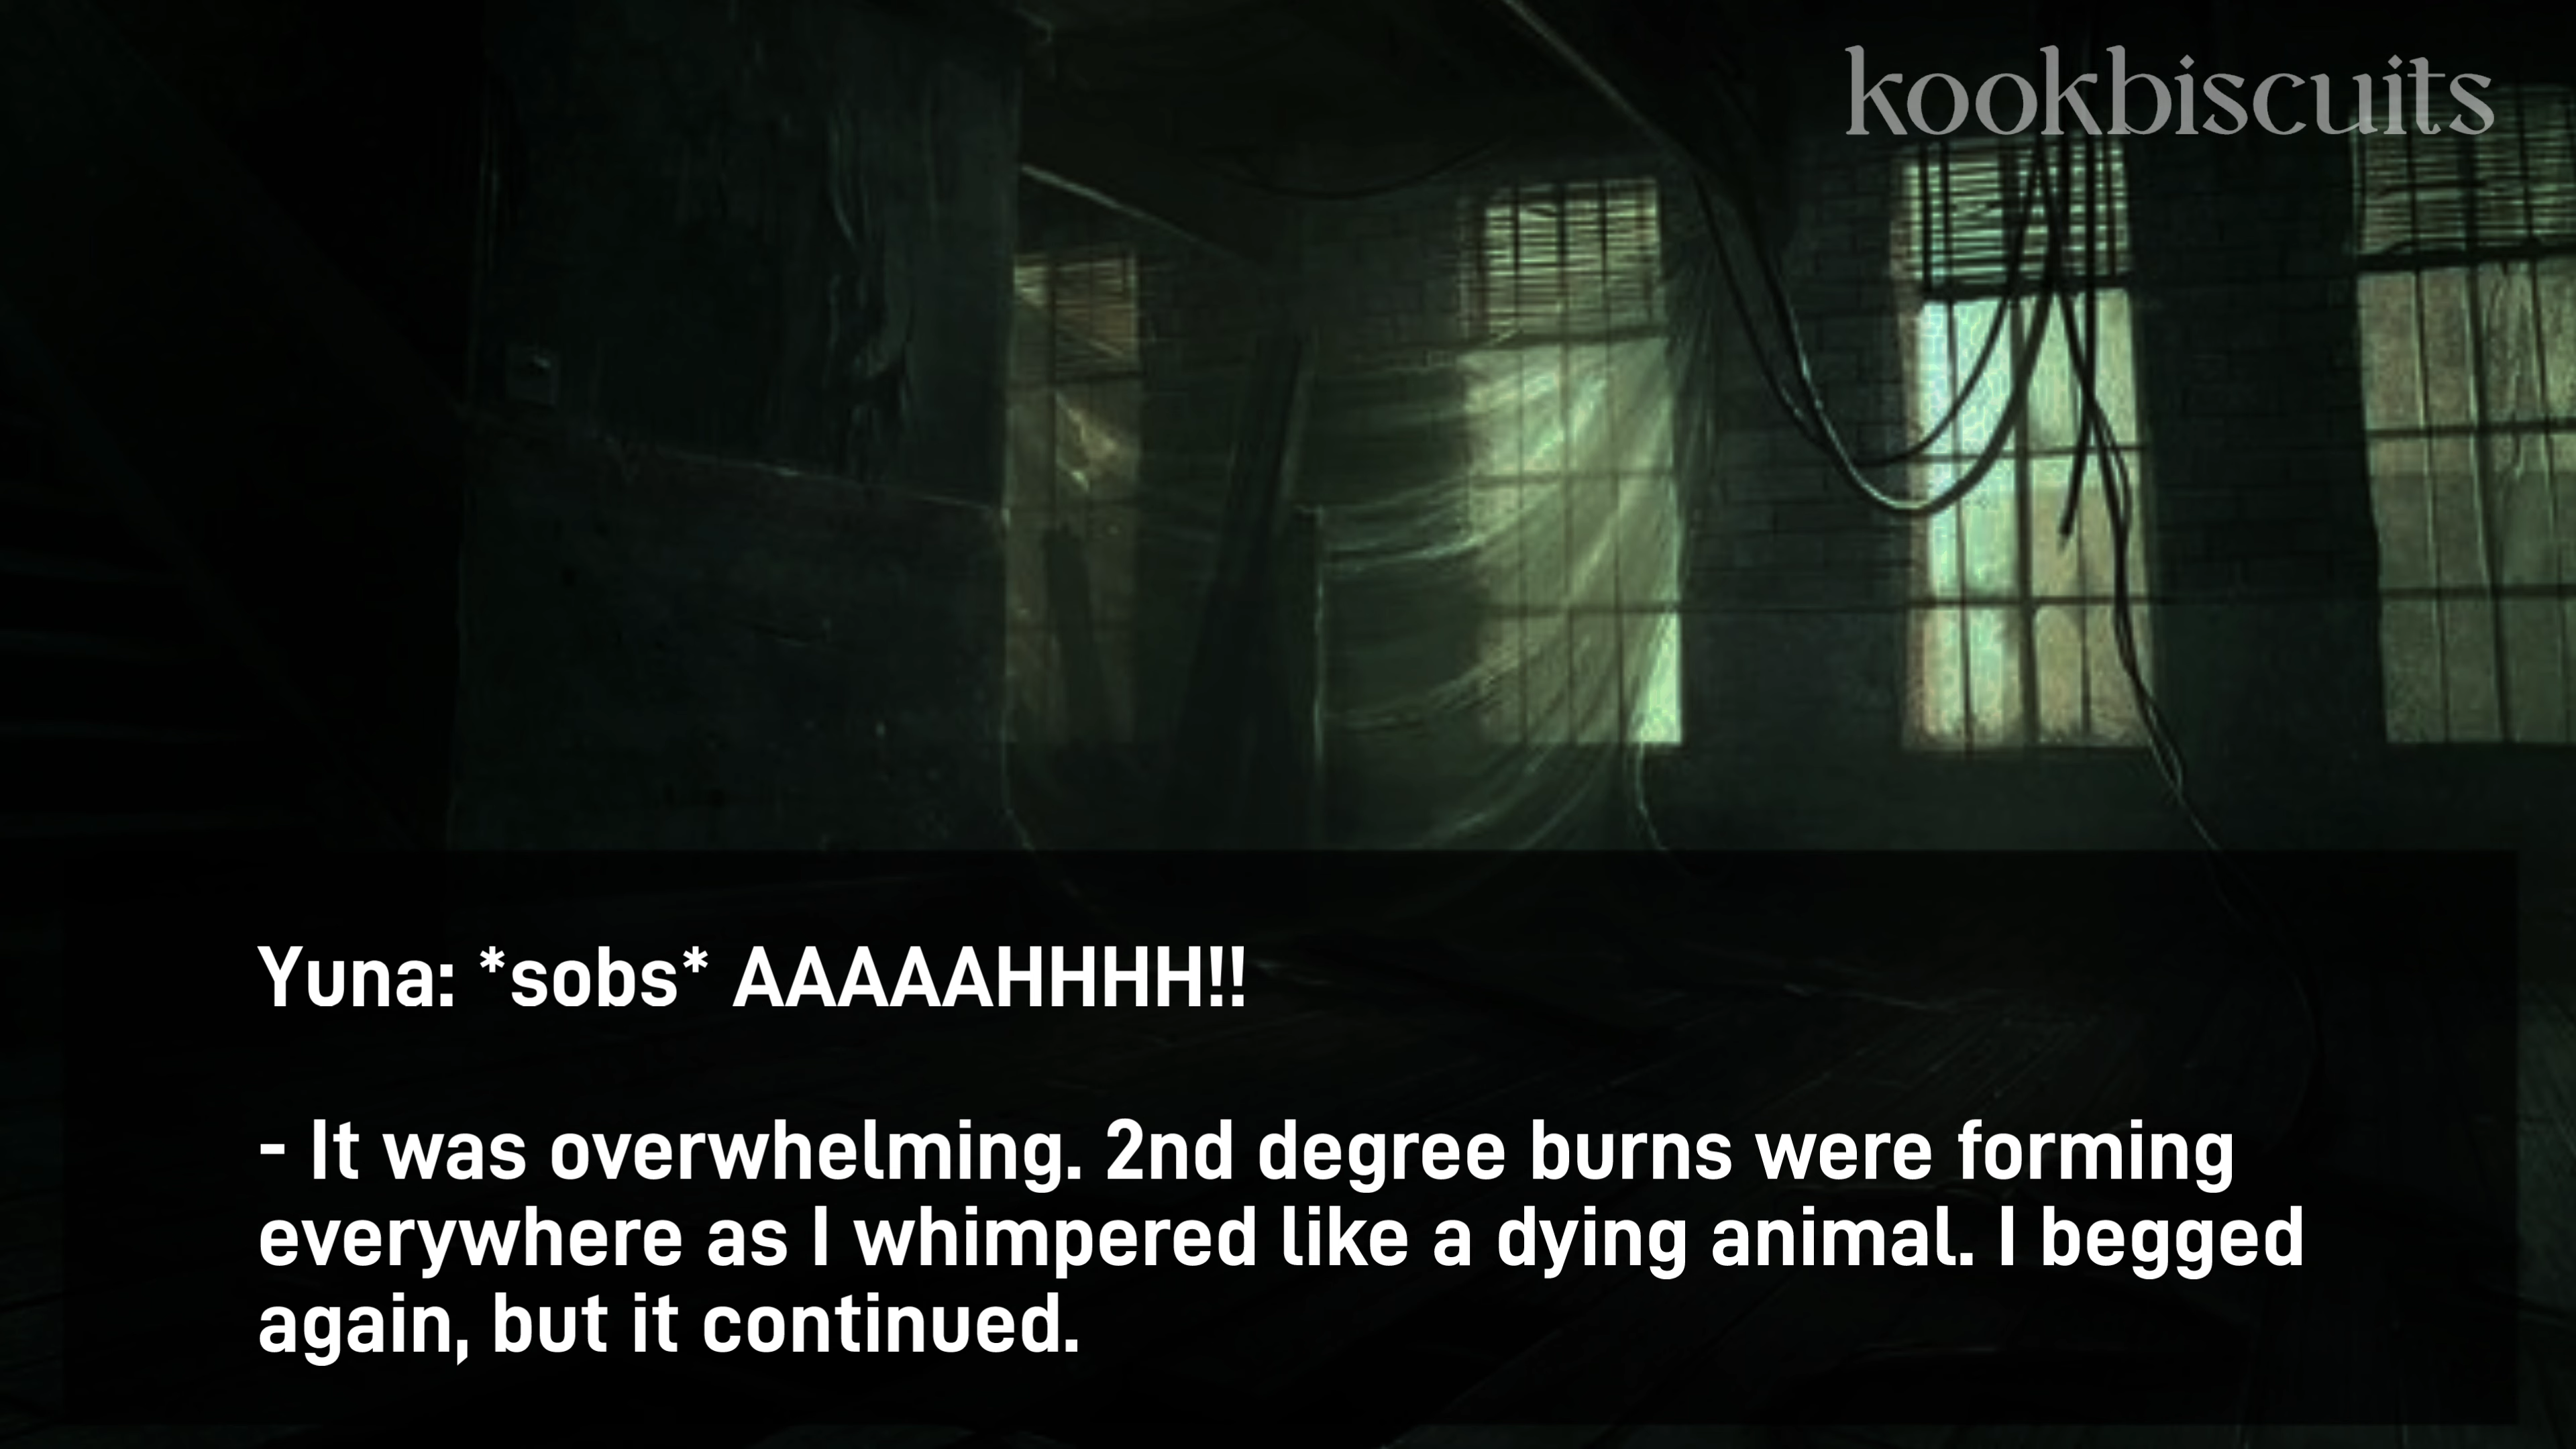 kookbiscuits
Yuna: *sobs* AAAAAHHHH!!
- It was overwhelming. 2nd degree burns were forming
everywhere as I whimpered like a dying animal. I begged
again, but it continued.